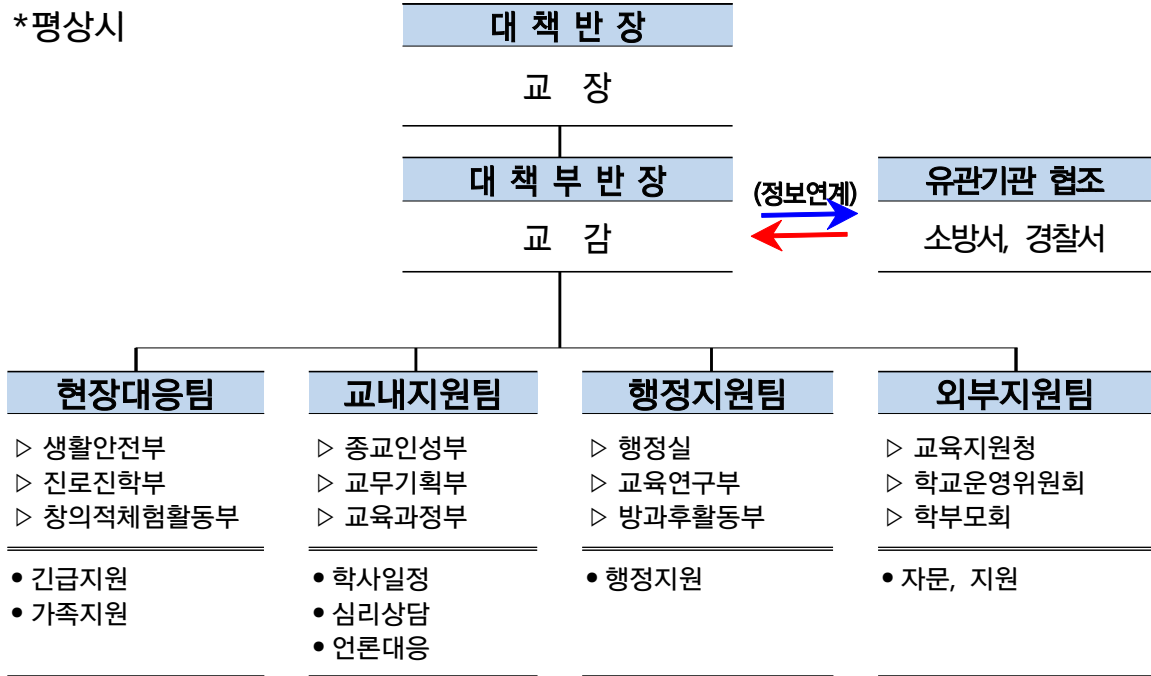 *평상시
대 책 반 장
교 장
대 책 부 반 장
교 감
(정보연계)
유관기관 협조
소방서, 경찰서
현장대응팀
▷ 생활안전부
▷ 진로진학부
▷ 창의적체험활동부
• 긴급지원
• 가족지원
교내지원팀
▷ 종교인성부
▷ 교무기획부
▷ 교육과정부
• 학사일정
• 심리상담
• 언론대응
행정지원팀
▷ 행정실
▷ 교육연구부
▷ 방과후활동부
• 행정지원
외부지원팀
▷ 교육지원청
▷ 학교운영위원회
▷ 학부모회
• 자문, 지원